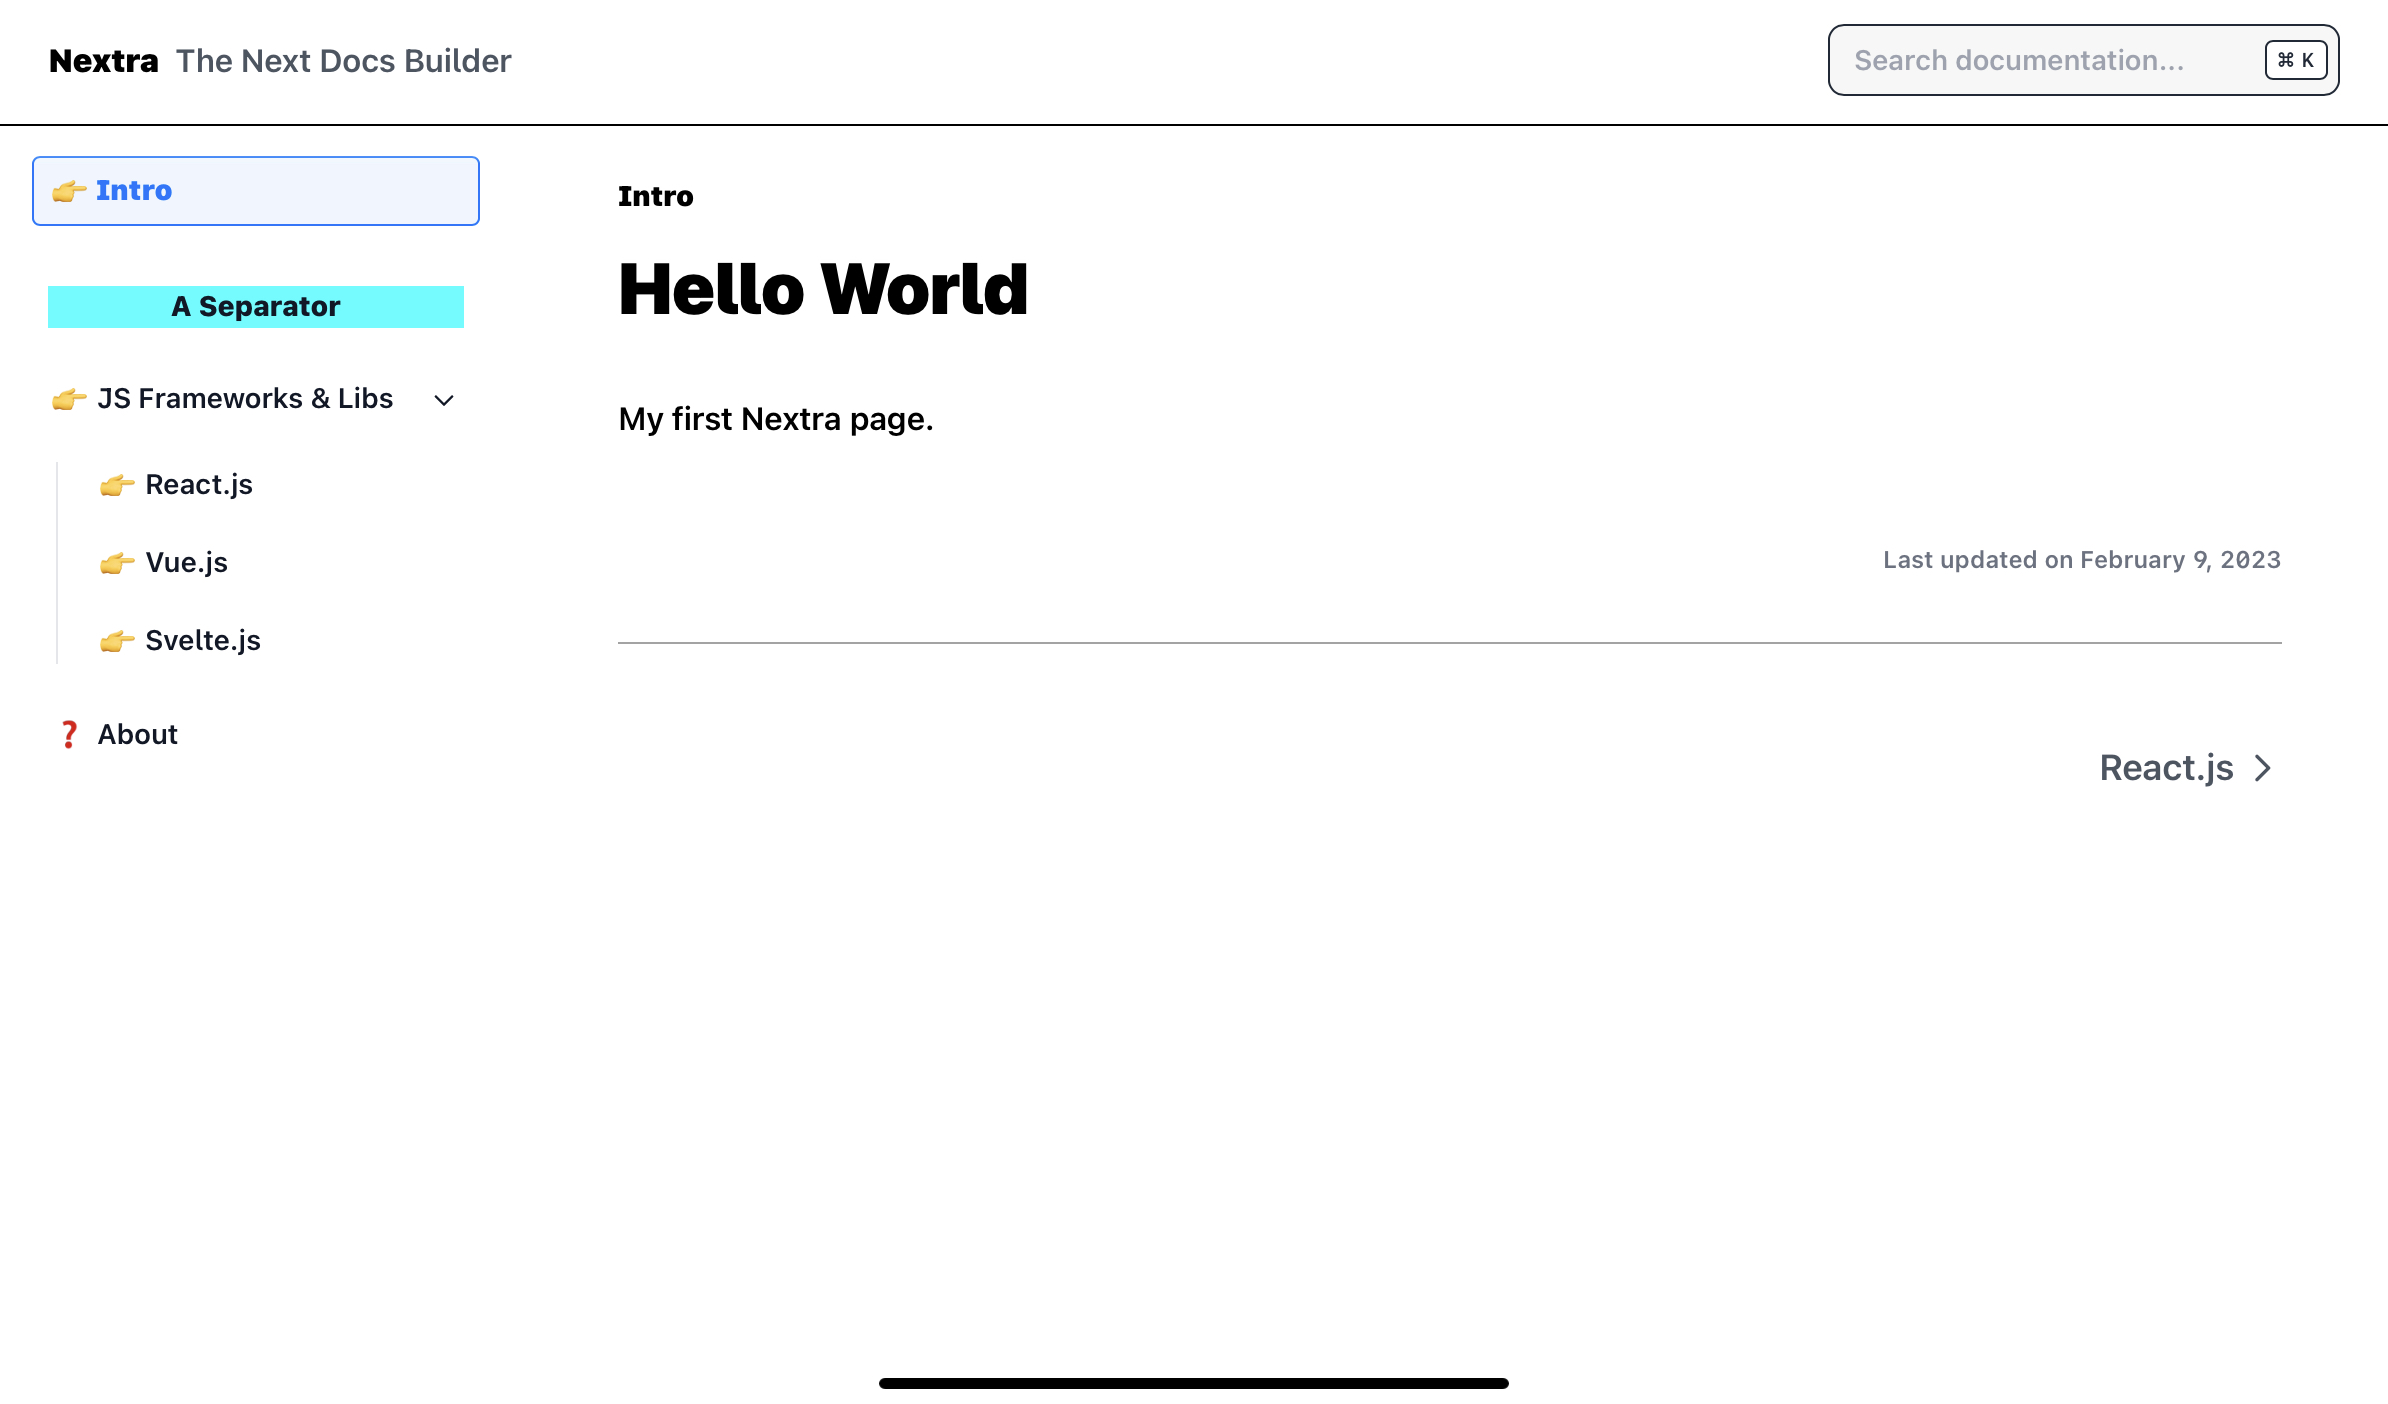 Nextra The Next Docs Builder
Search documentation...
⌘ K
👉 Intro
A Separator
👉 JS Frameworks & Libs
👉 React.js
👉 Vue.js
👉 Svelte.js
❓ About
Intro
Hello World
My first Nextra page.
Last updated on February 9, 2023
React.js